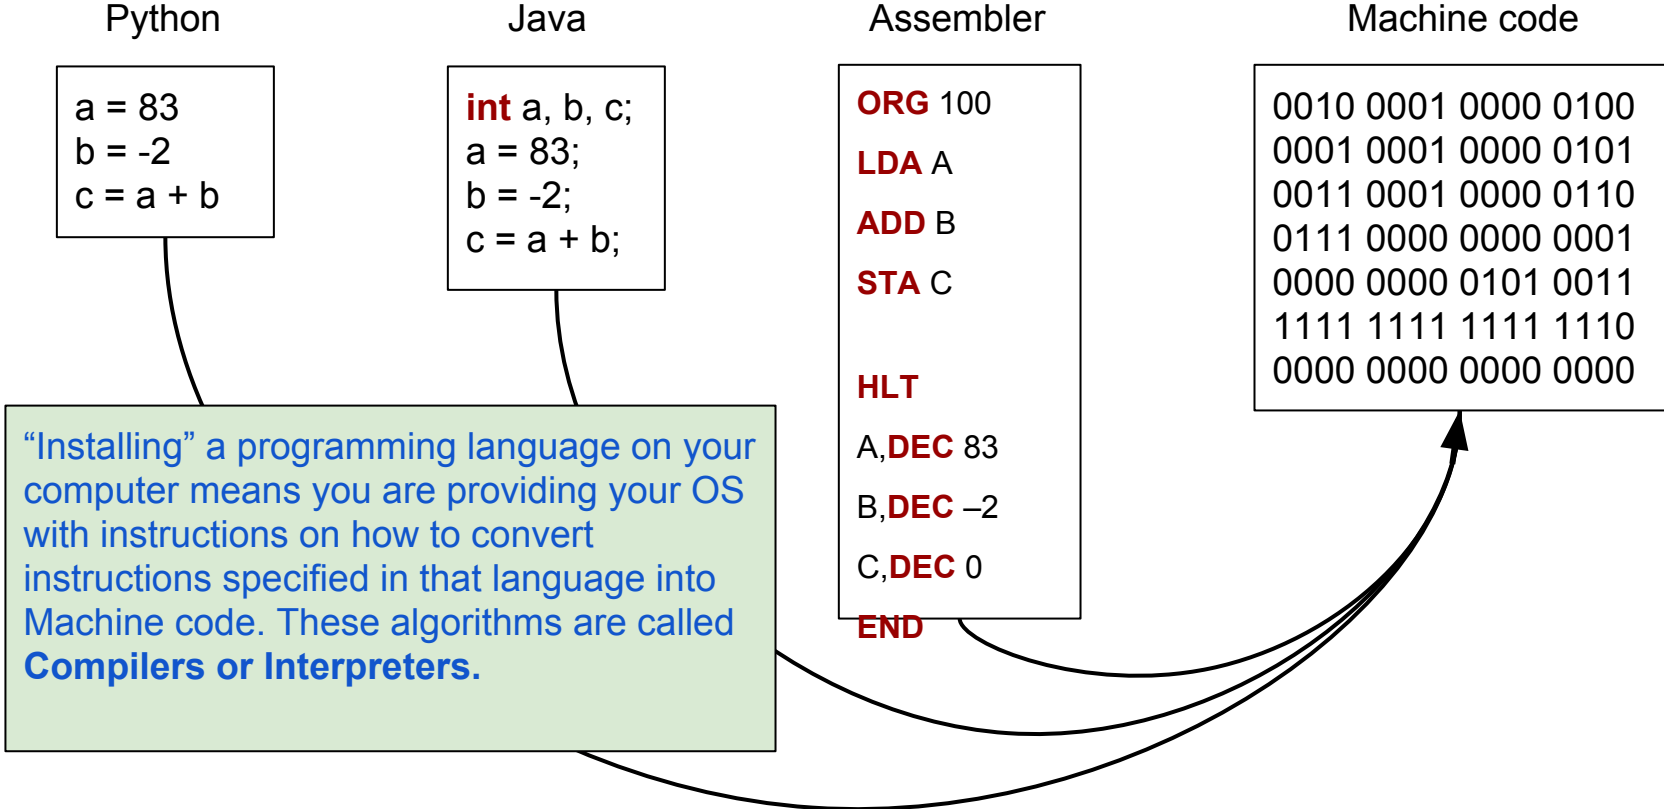 Python
a = 83
b = -2
c = a + b
Java
int a, b, c;
a = 83;
b = -2;
c = a + b;
Assembler
ORG 100
LDA A
ADD B
STA C
HLT
A,DEC 83
B,DEC –2
C,DEC 0
END
Machine code
0010 0001 0000 0100
0001 0001 0000 0101
0011 0001 0000 0110
0111 0000 0000 0001
0000 0000 0101 0011
1111 1111 1111 1110
0000 0000 0000 0000
“Installing” a programming language on your
computer means you are providing your OS
with instructions on how to convert
instructions specified in that language into
Machine code. These algorithms are called
Compilers or Interpreters.